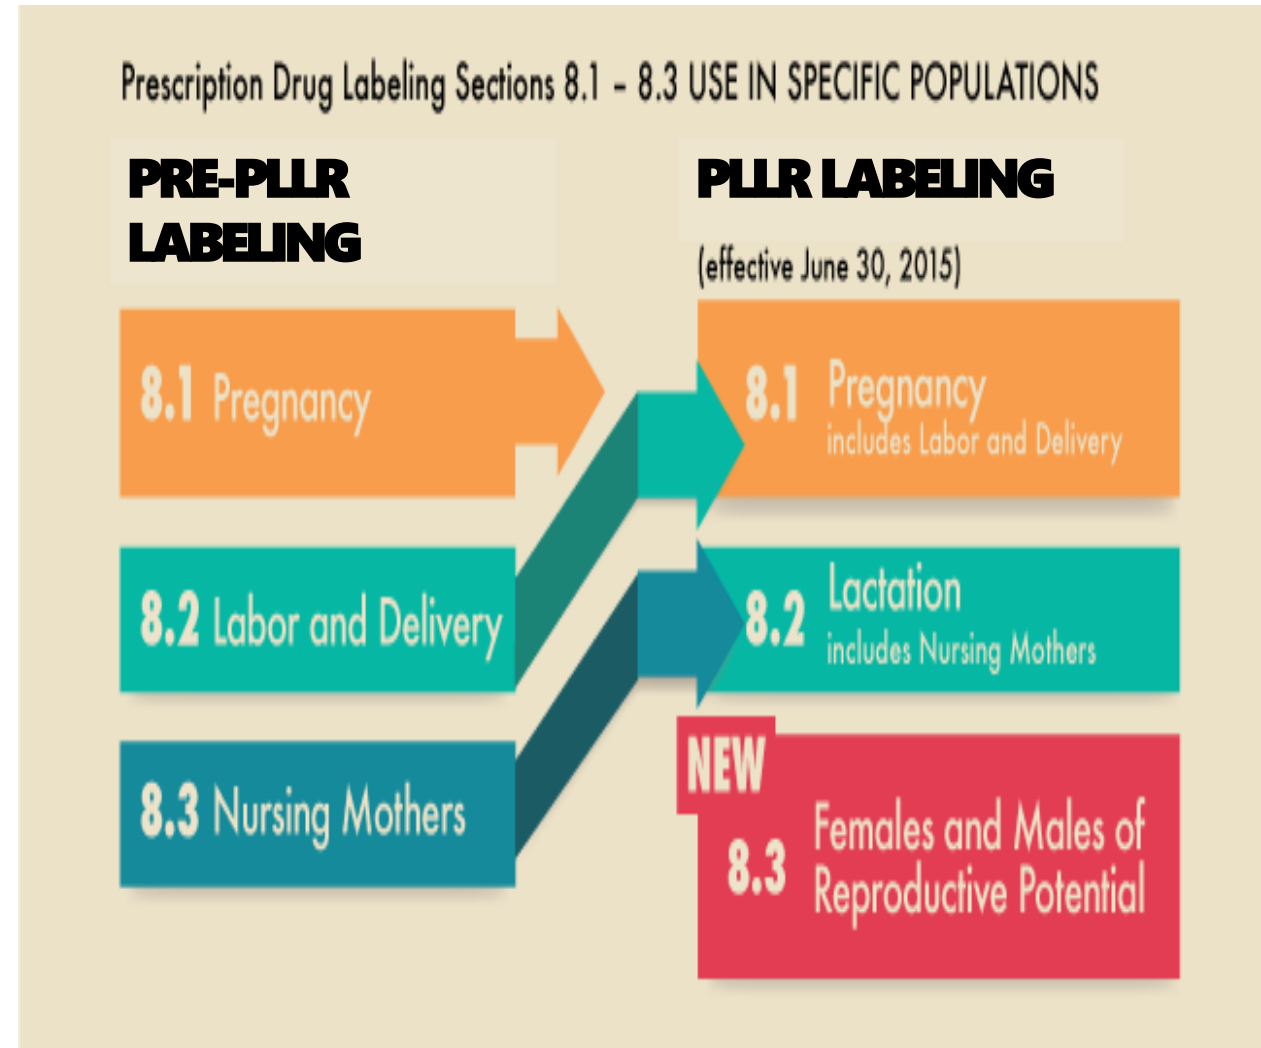 Prescription Drug Labeling Sections 8.1 – 8.3 USE IN SPECIFIC POPULATIONS
PRE-PLLR
LABELING
8.1 Pregnancy
8.2 Labor and Delivery
8.3 Nursing Mothers
PLLR LABELING
(effective June 30, 2015)
8.1 Pregnancy
includes Labor and Delivery
8.2 Lactation
includes Nursing Mothers
NEW
8.3 Females and Males of
Reproductive Potential